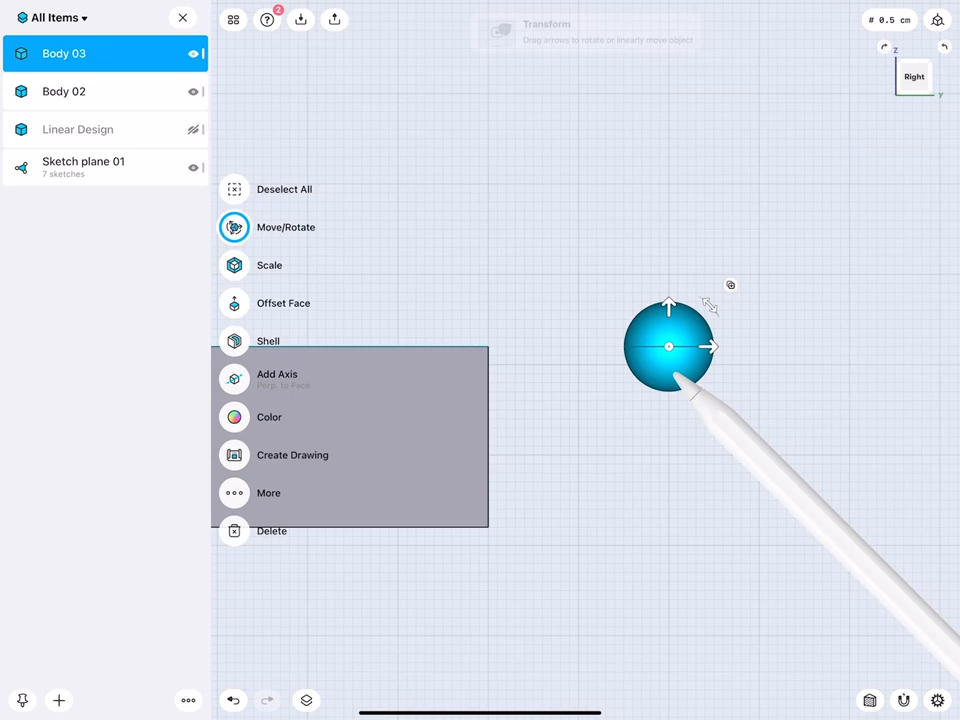 All Items
2
Transform
Drag arrows to rotate or linearly move object
# 0.5 cm
Body 03
Body 02
Linear Design
Sketch plane 01
7 sketches
z
Right
y
Deselect All
Move/Rotate
Scale
Offset Face
Shell
Add Axis
Perp. to Face
Color
Create Drawing
More
Delete